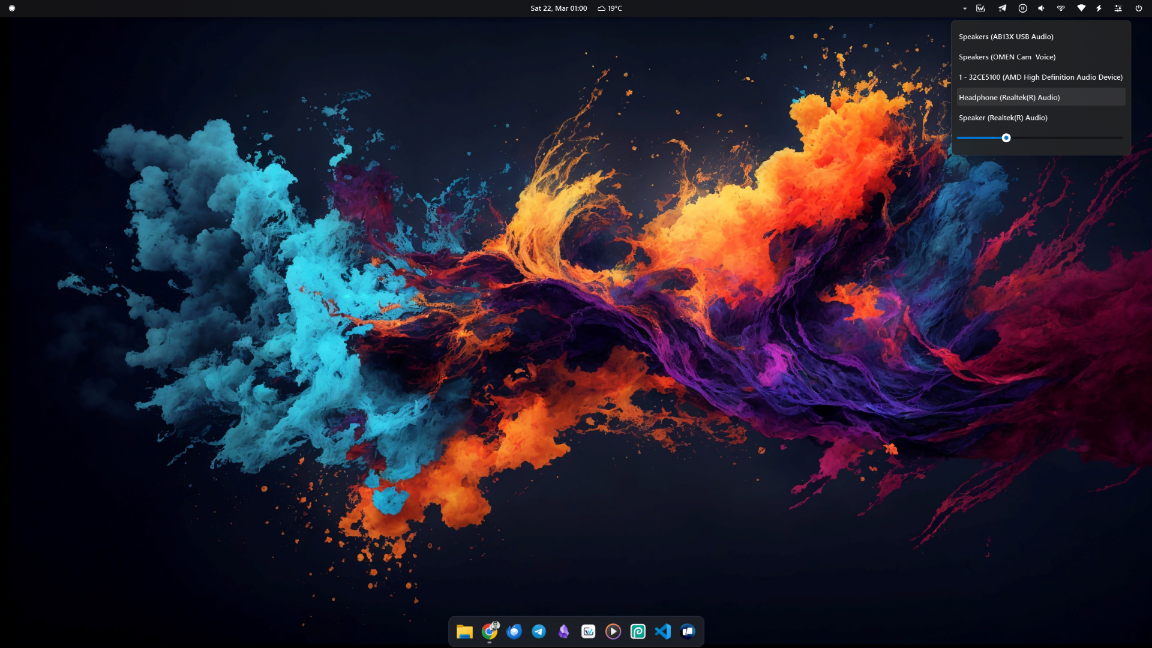 Sat 22, Mar 01:00
19°C
Speakers (AB13X USB Audio)
Speakers (OMEN Cam Voice)
1 - 32CE5100 (AMD High Definition Audio Device)
Headphone (Realtek(R) Audio)
Speaker (Realtek(R) Audio)